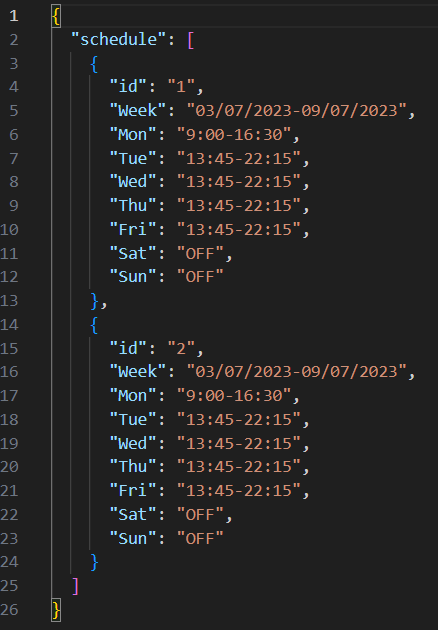 1 {
2 "schedule": [
3 {
4 "id": "1",
5 "Week": "03/07/2023-09/07/2023",
6 "Mon": "9:00-16:30",
7 "Tue": "13:45-22:15",
8 "Wed": "13:45-22:15",
9 "Thu": "13:45-22:15",
10 "Fri": "13:45-22:15",
11 "Sat": "OFF",
12 "Sun": "OFF"
13 },
14 {
15 "id": "2",
16 "Week": "03/07/2023-09/07/2023",
17 "Mon": "9:00-16:30",
18 "Tue": "13:45-22:15",
19 "Wed": "13:45-22:15",
20 "Thu": "13:45-22:15",
21 "Fri": "13:45-22:15",
22 "Sat": "OFF",
23 "Sun": "OFF"
24 }
25 ]
26 }